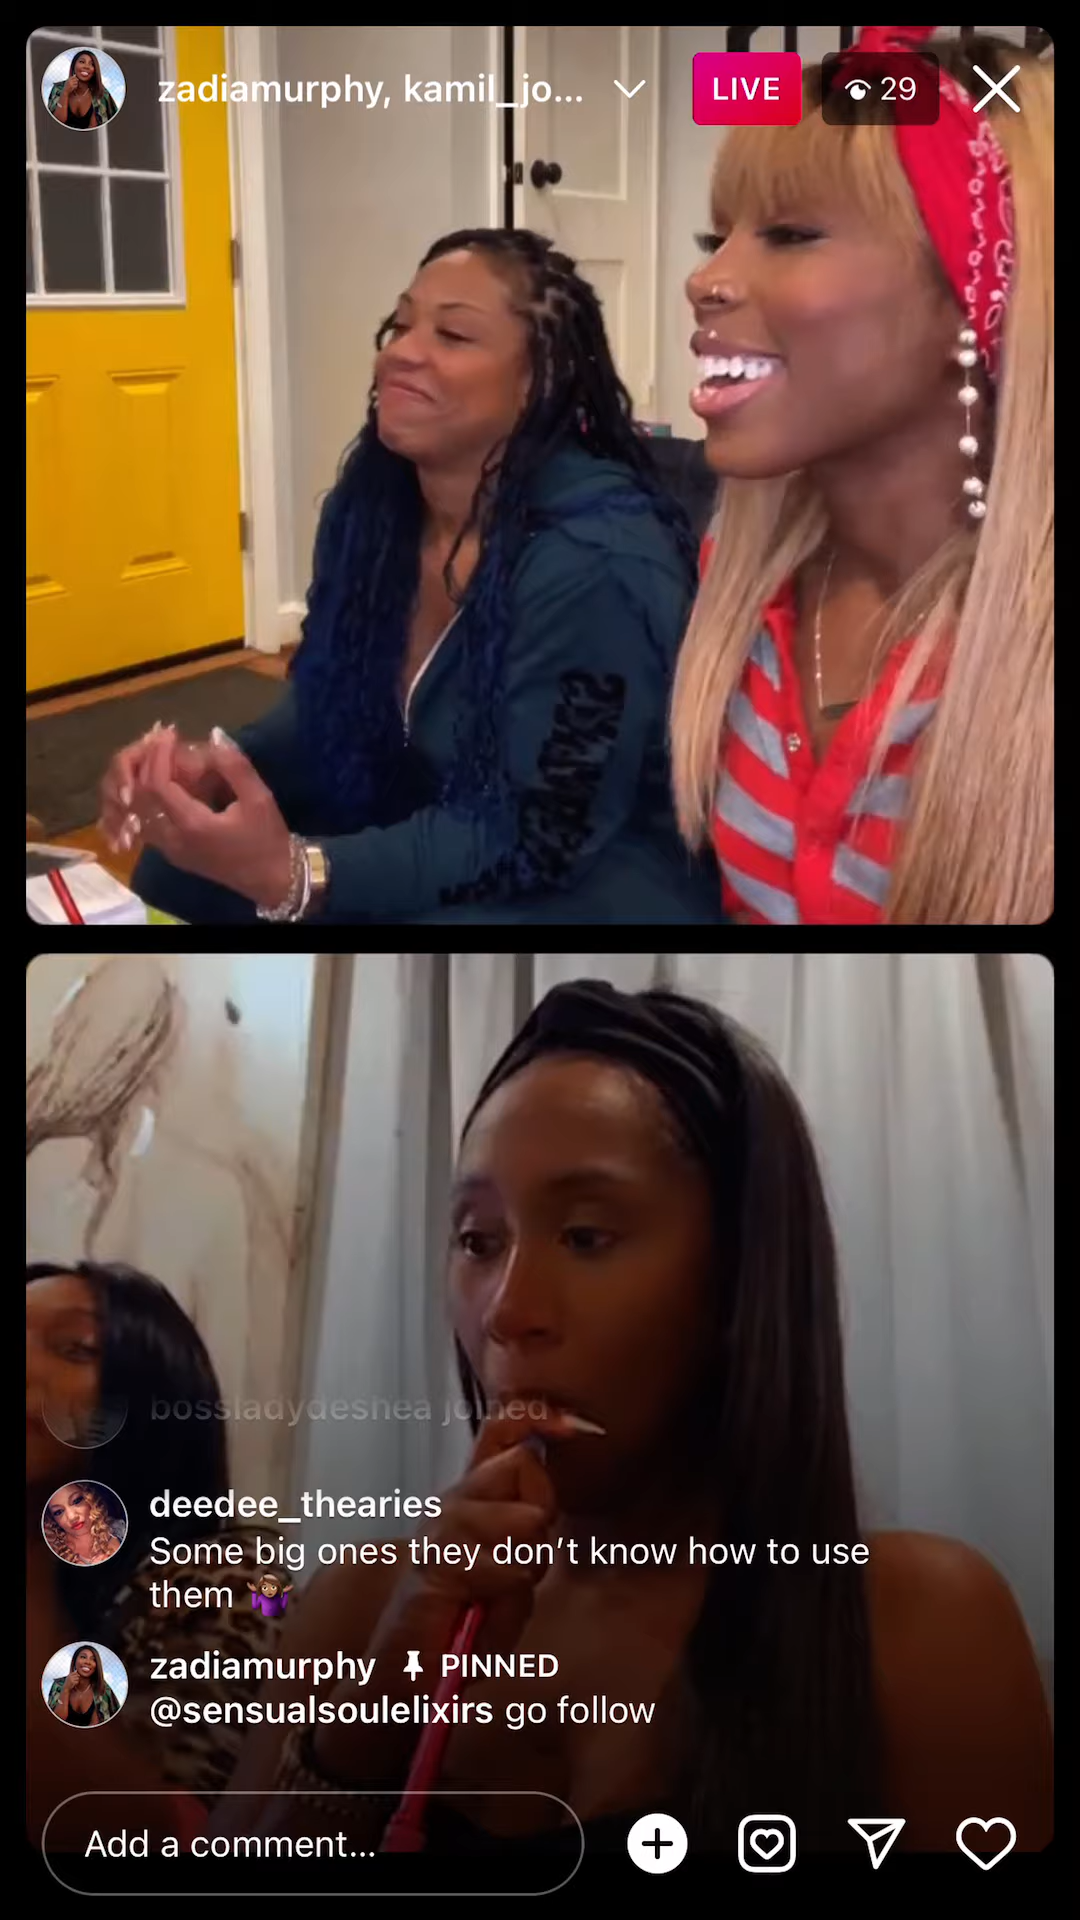 zadiamurphy, kamil_jo...
LIVE
29
bossladydeshea joined
deedee_thearies
Some big ones they don’t know how to use
them 🤷🏽‍♀️
zadiamurphy PINNED
@sensualsoulelixirs go follow
Add a comment...